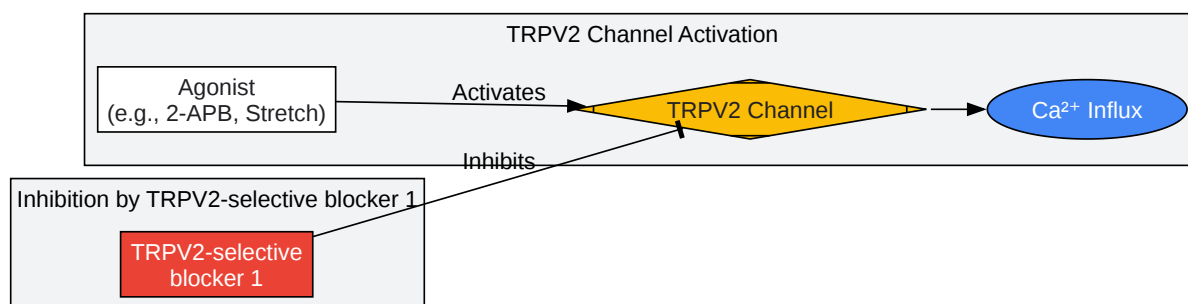 TRPV2 Channel Activation
Agonist
(e.g., 2-APB, Stretch)
Activates
TRPV2 Channel
Ca²⁺ Influx
Inhibits
Inhibition by TRPV2-selective blocker 1
TRPV2-selective
blocker 1